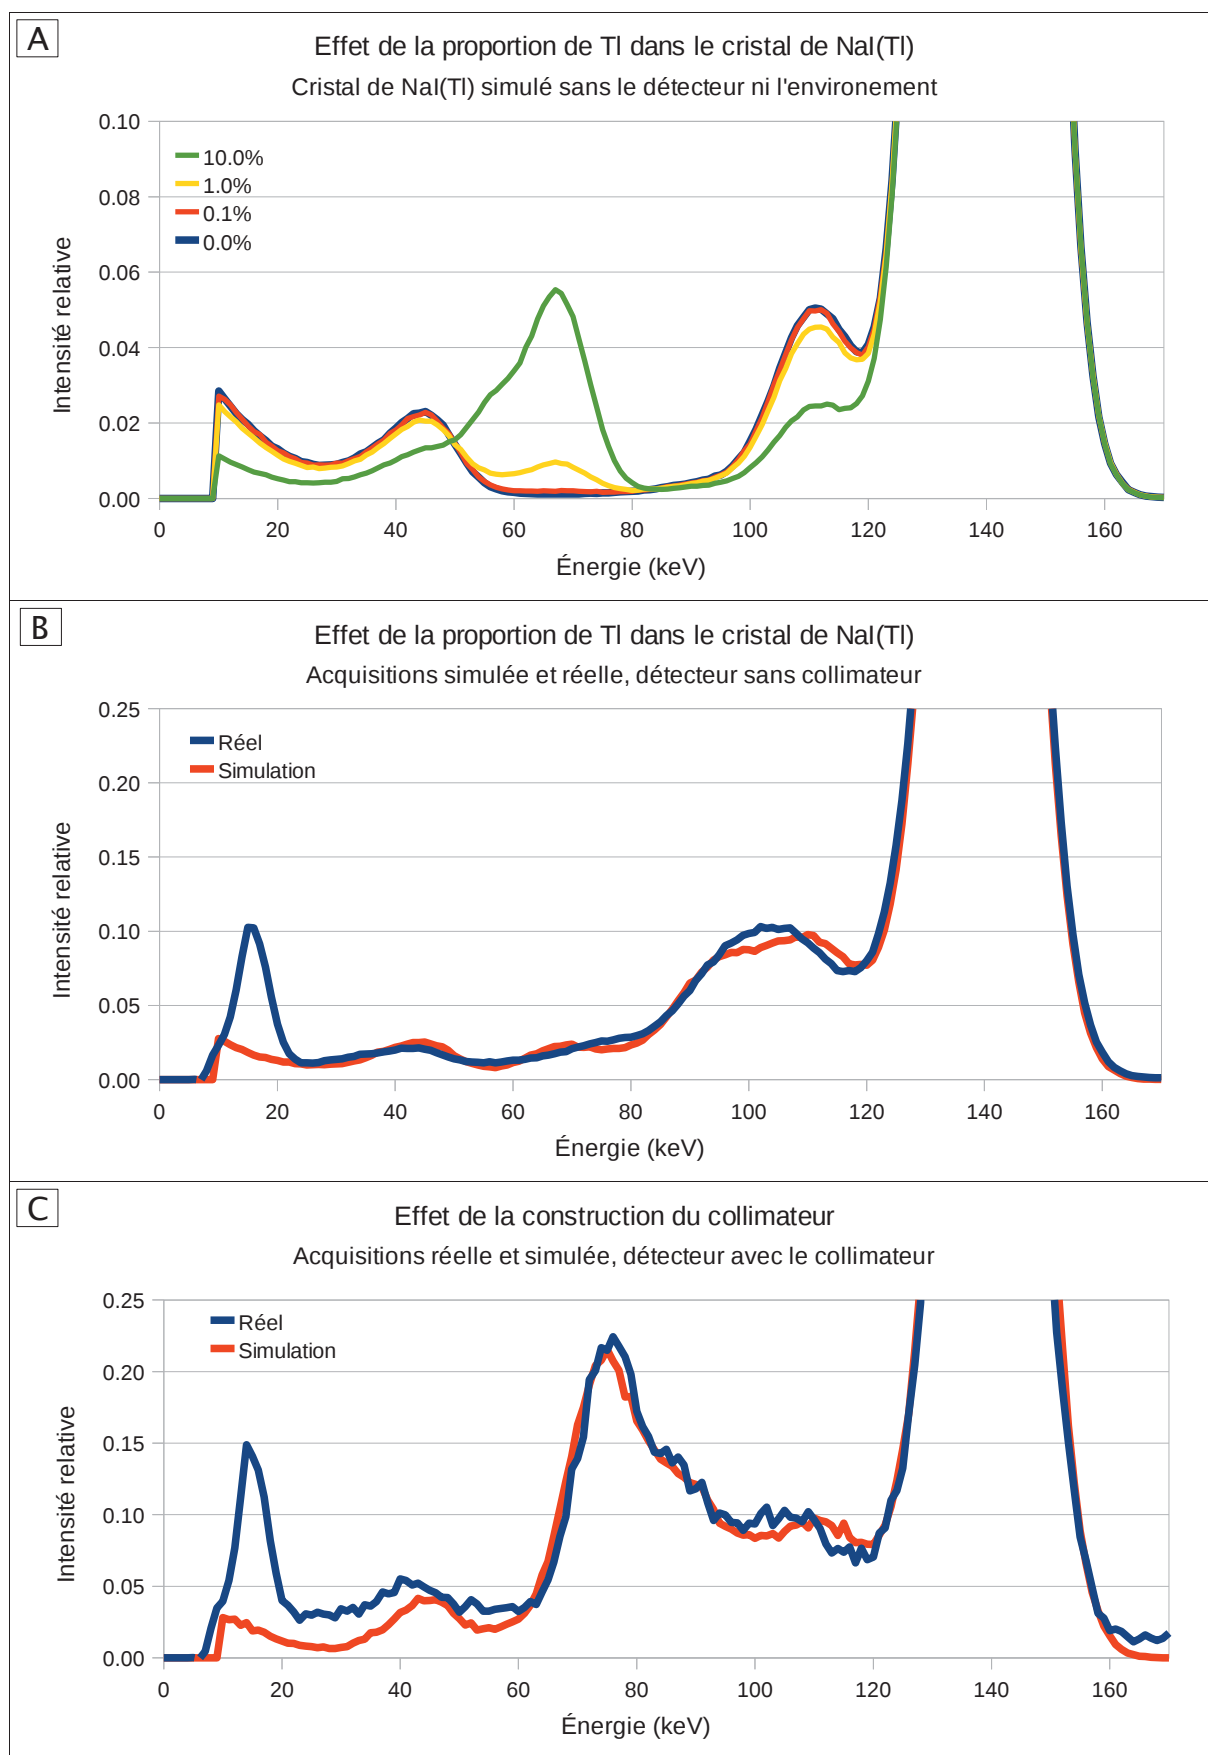 A
Effet de la proportion de Tl dans le cristal de NaI(Tl)
Cristal de NaI(Tl) simulé sans le détecteur ni l'environement
0.10
0.08
0.06
0.04
0.02
0.00
Intensité relative
10.0%
1.0%
0.1%
0.0%
0 20 40 60 80 100 120 140 160
Énergie (keV)
B
Effet de la proportion de Tl dans le cristal de NaI(Tl)
Acquisitions simulée et réelle, détecteur sans collimateur
0.25
0.20
0.15
0.10
0.05
0.00
Intensité relative
Réel
Simulation
0 20 40 60 80 100 120 140 160
Énergie (keV)
C
Effet de la construction du collimateur
Acquisitions réelle et simulée, détecteur avec le collimateur
0.25
0.20
0.15
0.10
0.05
0.00
Intensité relative
Réel
Simulation
0 20 40 60 80 100 120 140 160
Énergie (keV)